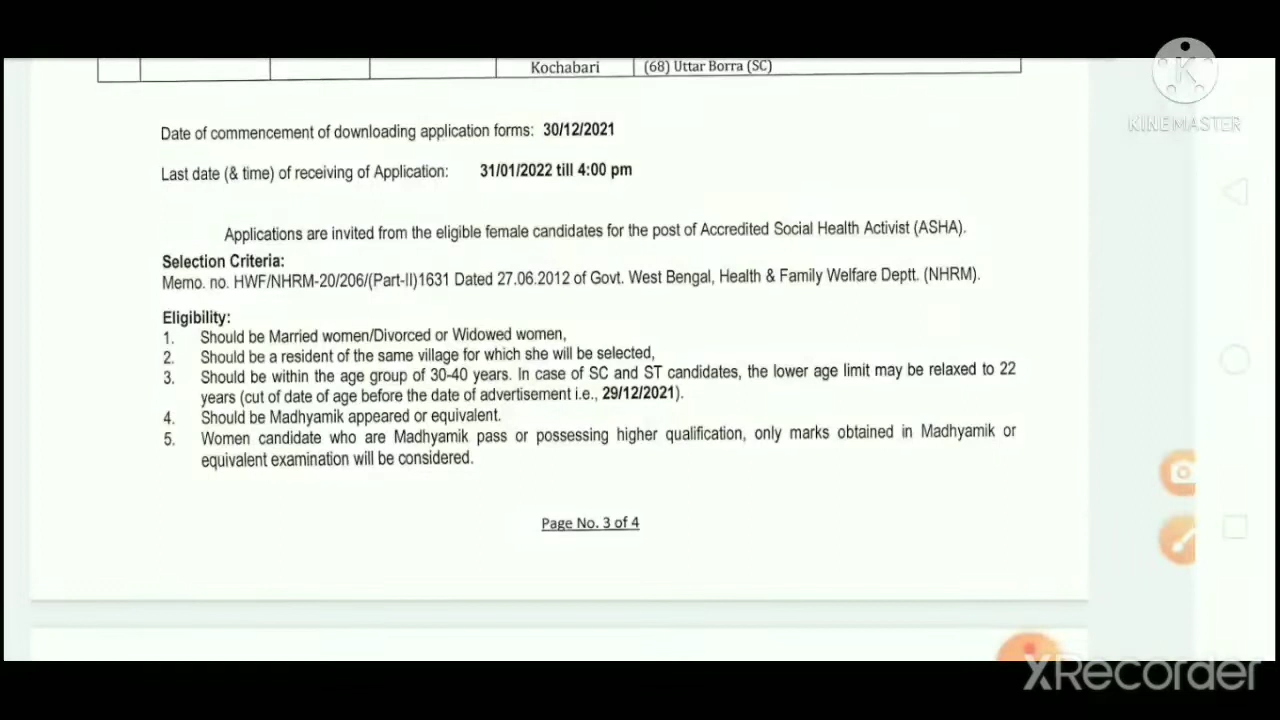 Kochabari (68) Uttar Borra (SC)
K
KINEMASTER
Date of commencement of downloading application forms: 30/12/2021
Last date (& time) of receiving of Application: 31/01/2022 till 4:00 pm
Applications are invited from the eligible female candidates for the post of Accredited Social Health Activist (ASHA).
Selection Criteria:
Memo. no. HWF/NHRM-20/206/(Part-II)1631 Dated 27.06.2012 of Govt. West Bengal, Health & Family Welfare Deptt. (NHRM).
Eligibility:
1. Should be Married women/Divorced or Widowed women,
2. Should be a resident of the same village for which she will be selected,
3. Should be within the age group of 30-40 years. In case of SC and ST candidates, the lower age limit may be relaxed to 22
years (cut of date of age before the date of advertisement i.e., 29/12/2021).
4. Should be Madhyamik appeared or equivalent.
5. Women candidate who are Madhyamik pass or possessing higher qualification, only marks obtained in Madhyamik or
equivalent examination will be considered.
Page No. 3 of 4
XRecorder